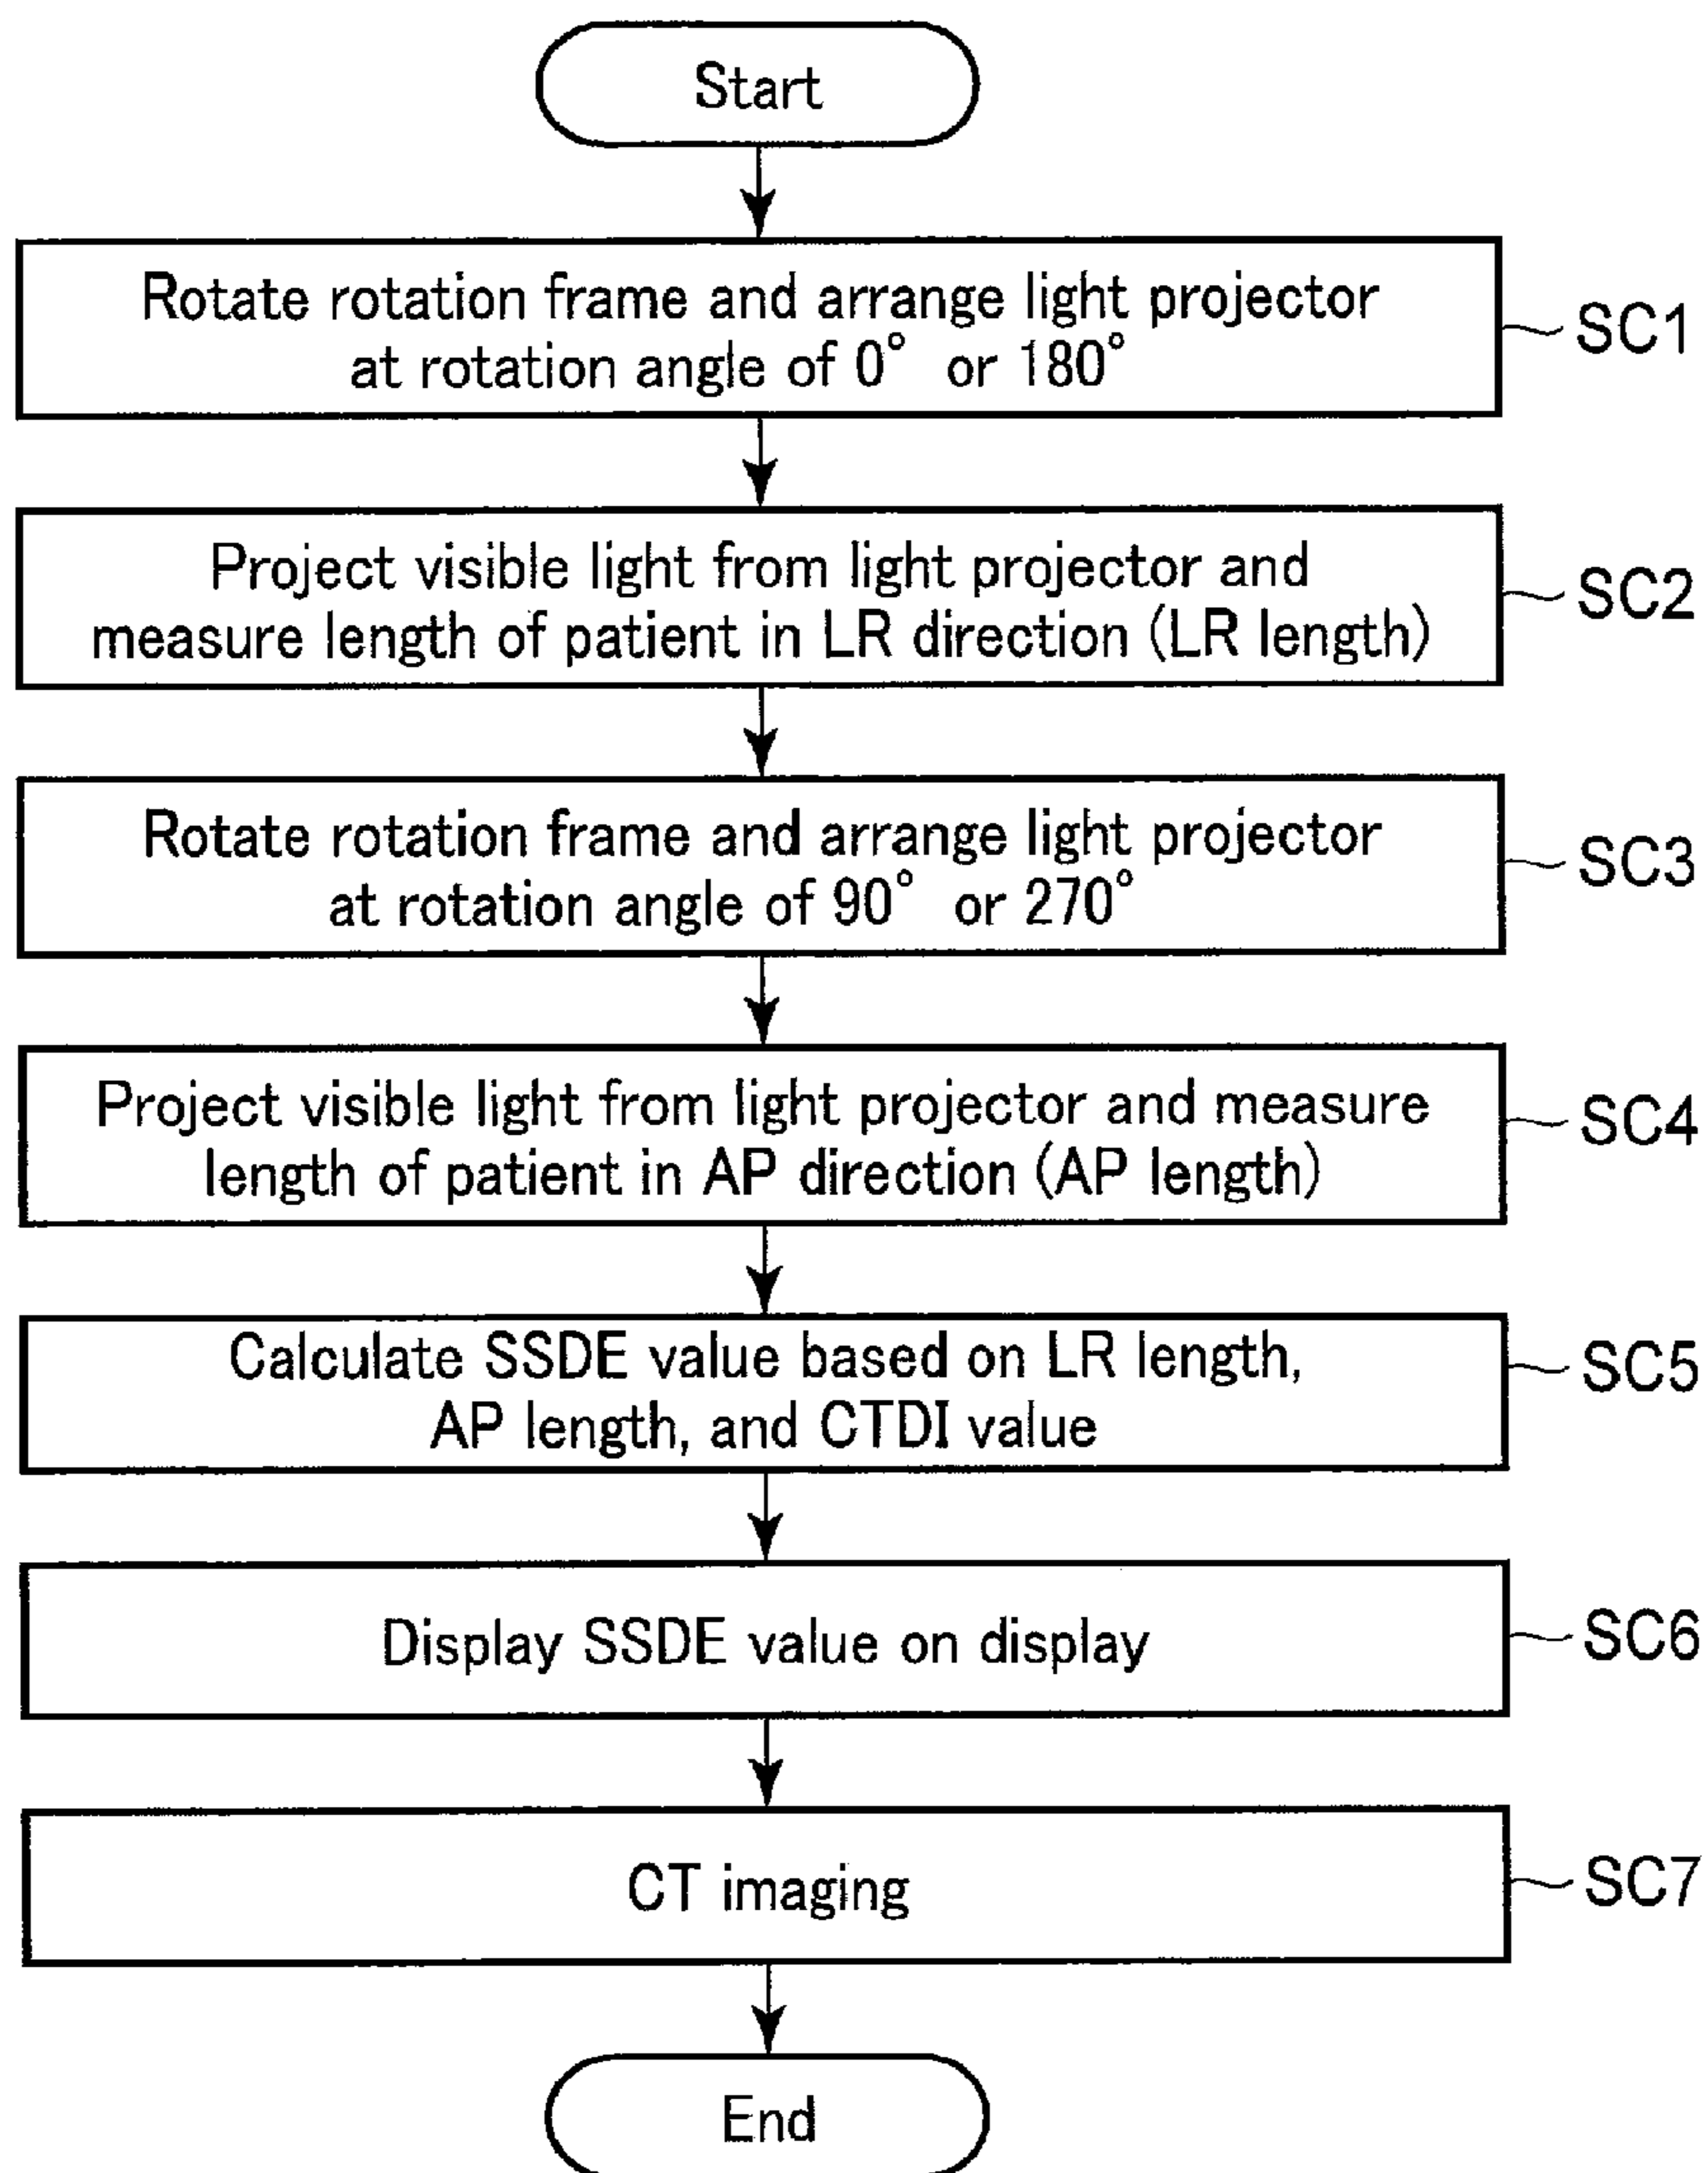 Start
Rotate rotation frame and arrange light projector
at rotation angle of 0° or 180°
SC1
Project visible light from light projector and
measure length of patient in LR direction (LR length)
SC2
Rotate rotation frame and arrange light projector
at rotation angle of 90° or 270°
SC3
Project visible light from light projector and measure
length of patient in AP direction (AP length)
SC4
Calculate SSDE value based on LR length,
AP length, and CTDI value
SC5
Display SSDE value on display
SC6
CT imaging
SC7
End